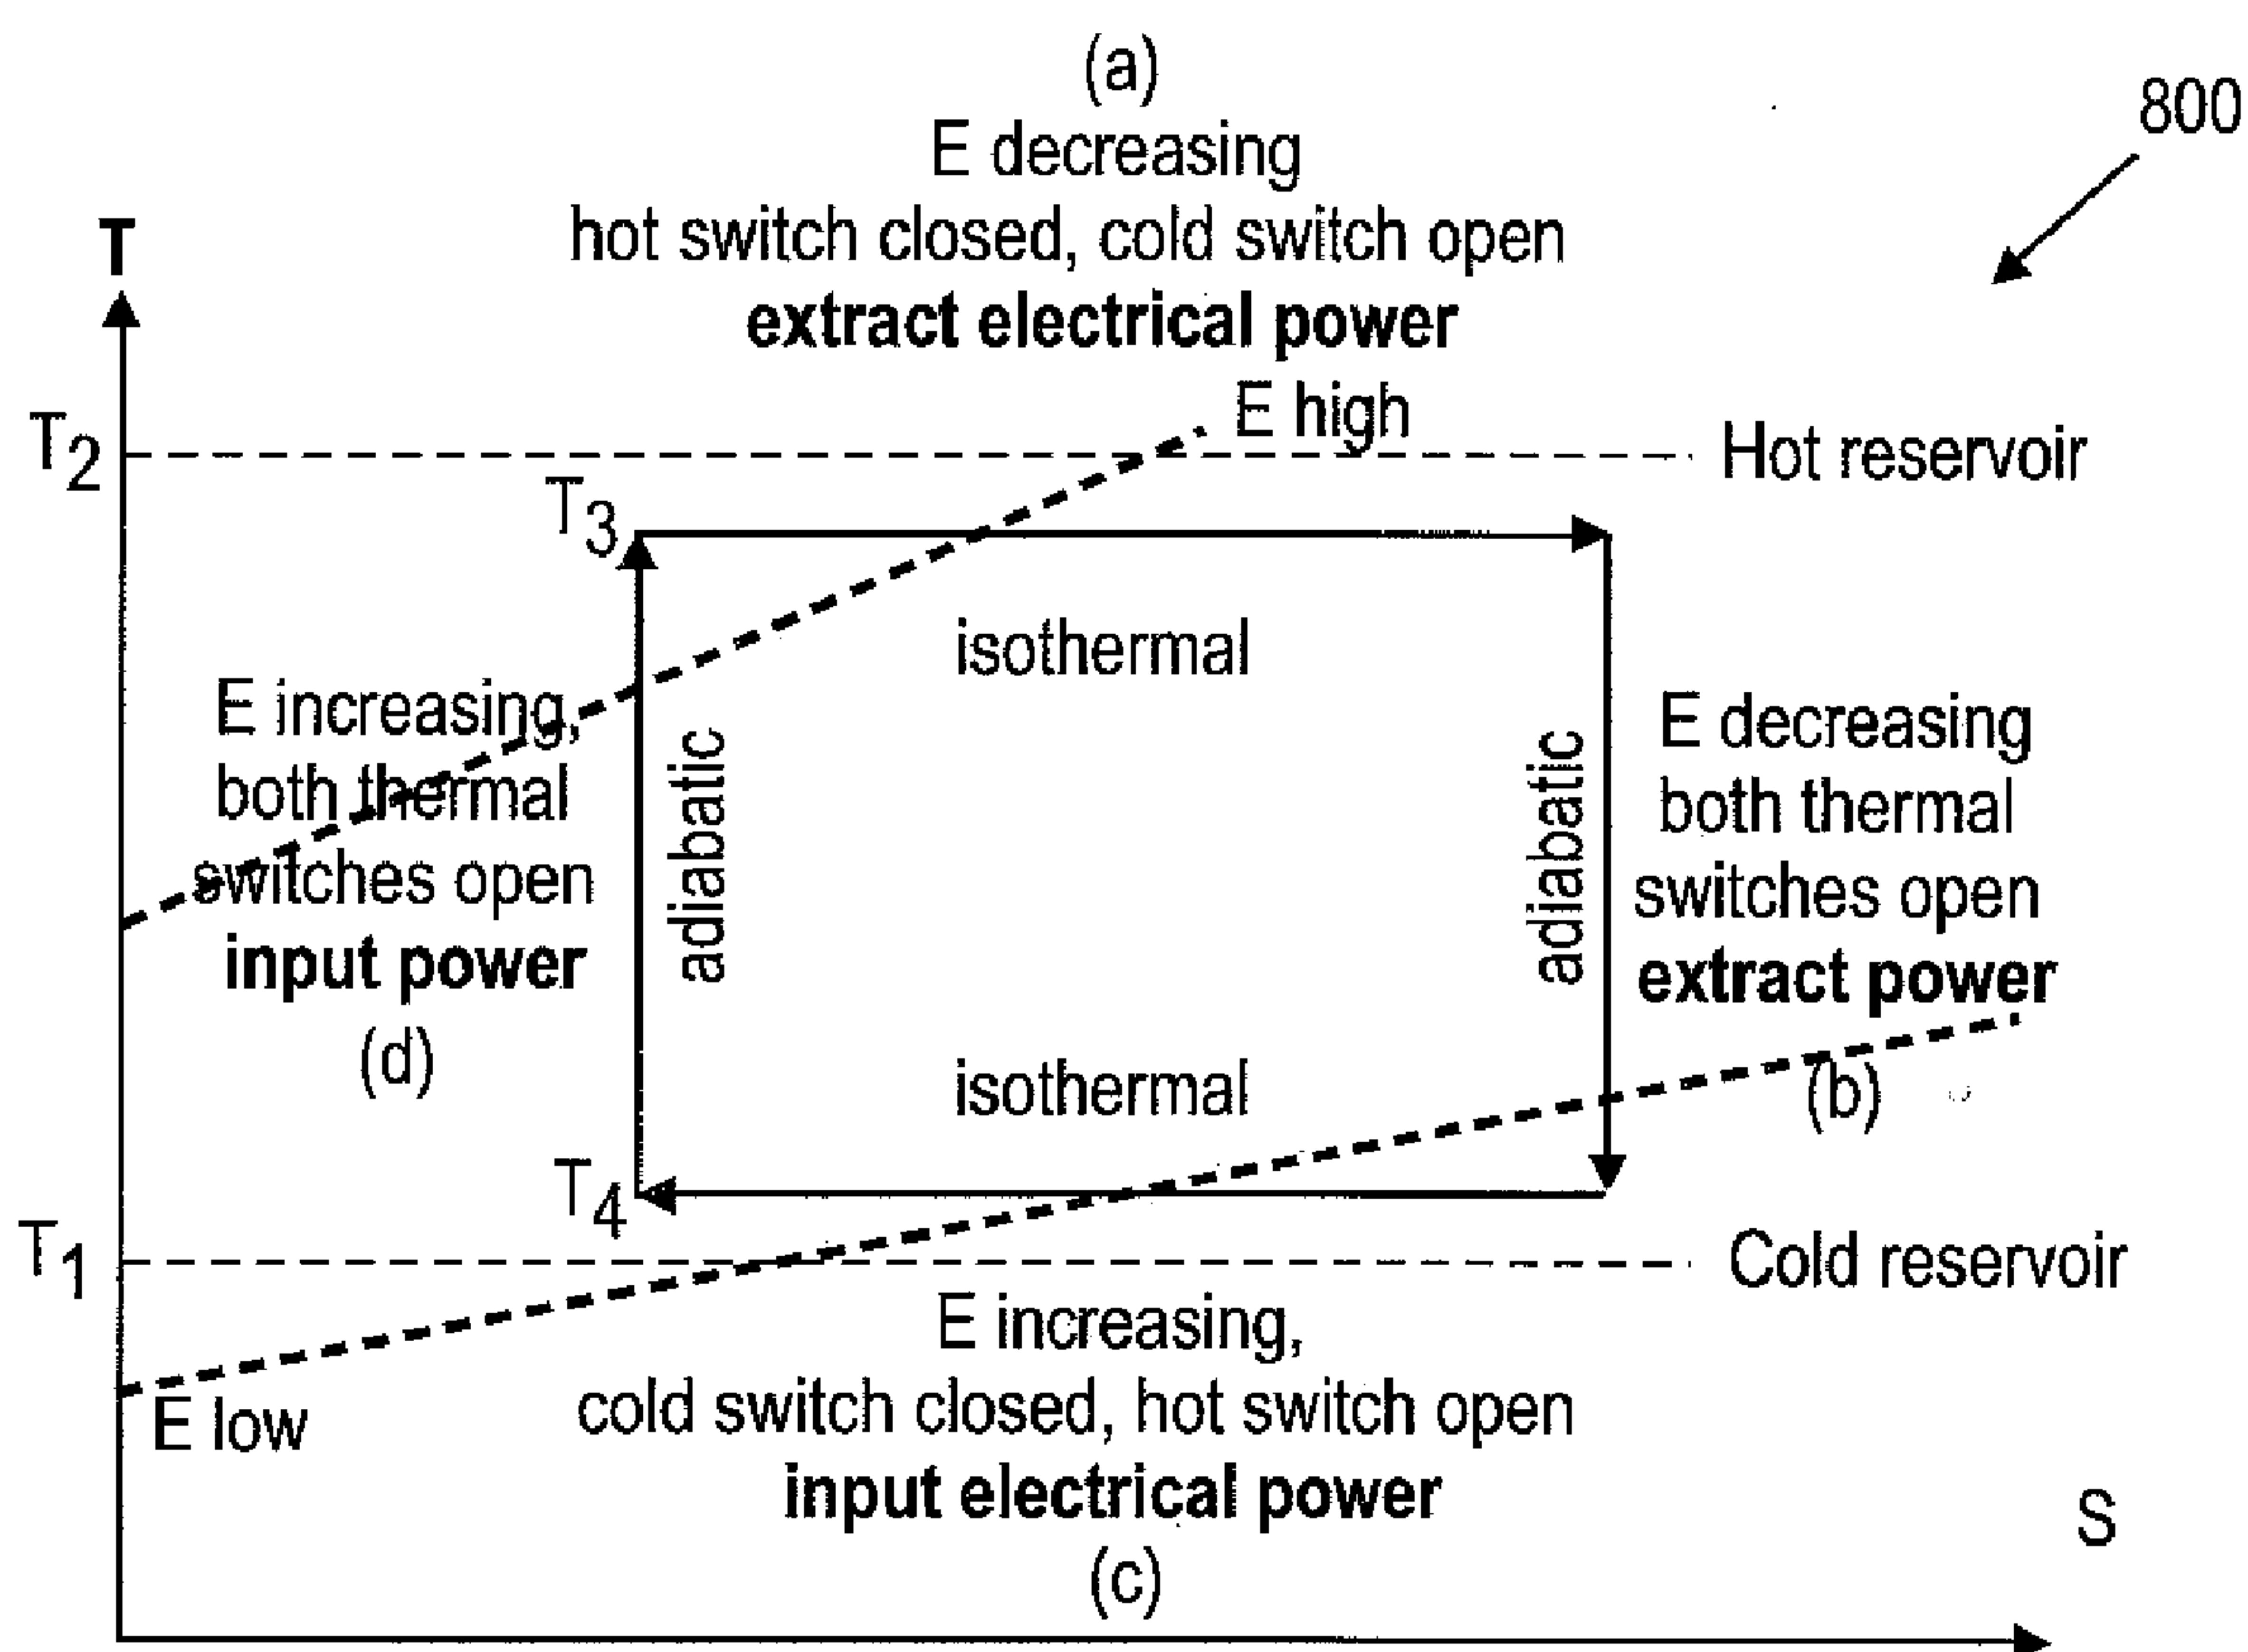 (a)
E decreasing
hot switch closed, cold switch open
extract electrical power
800
T
E high
T2
Hot reservoir
T3
isothermal
E increasing,
both thermal
switches open
input power
(d)
adiabatic
adiabatic
E decreasing
both thermal
switches open
extract power
(b)
isothermal
T4
T1
Cold reservoir
E low
E increasing,
cold switch closed, hot switch open
input electrical power
(c)
S